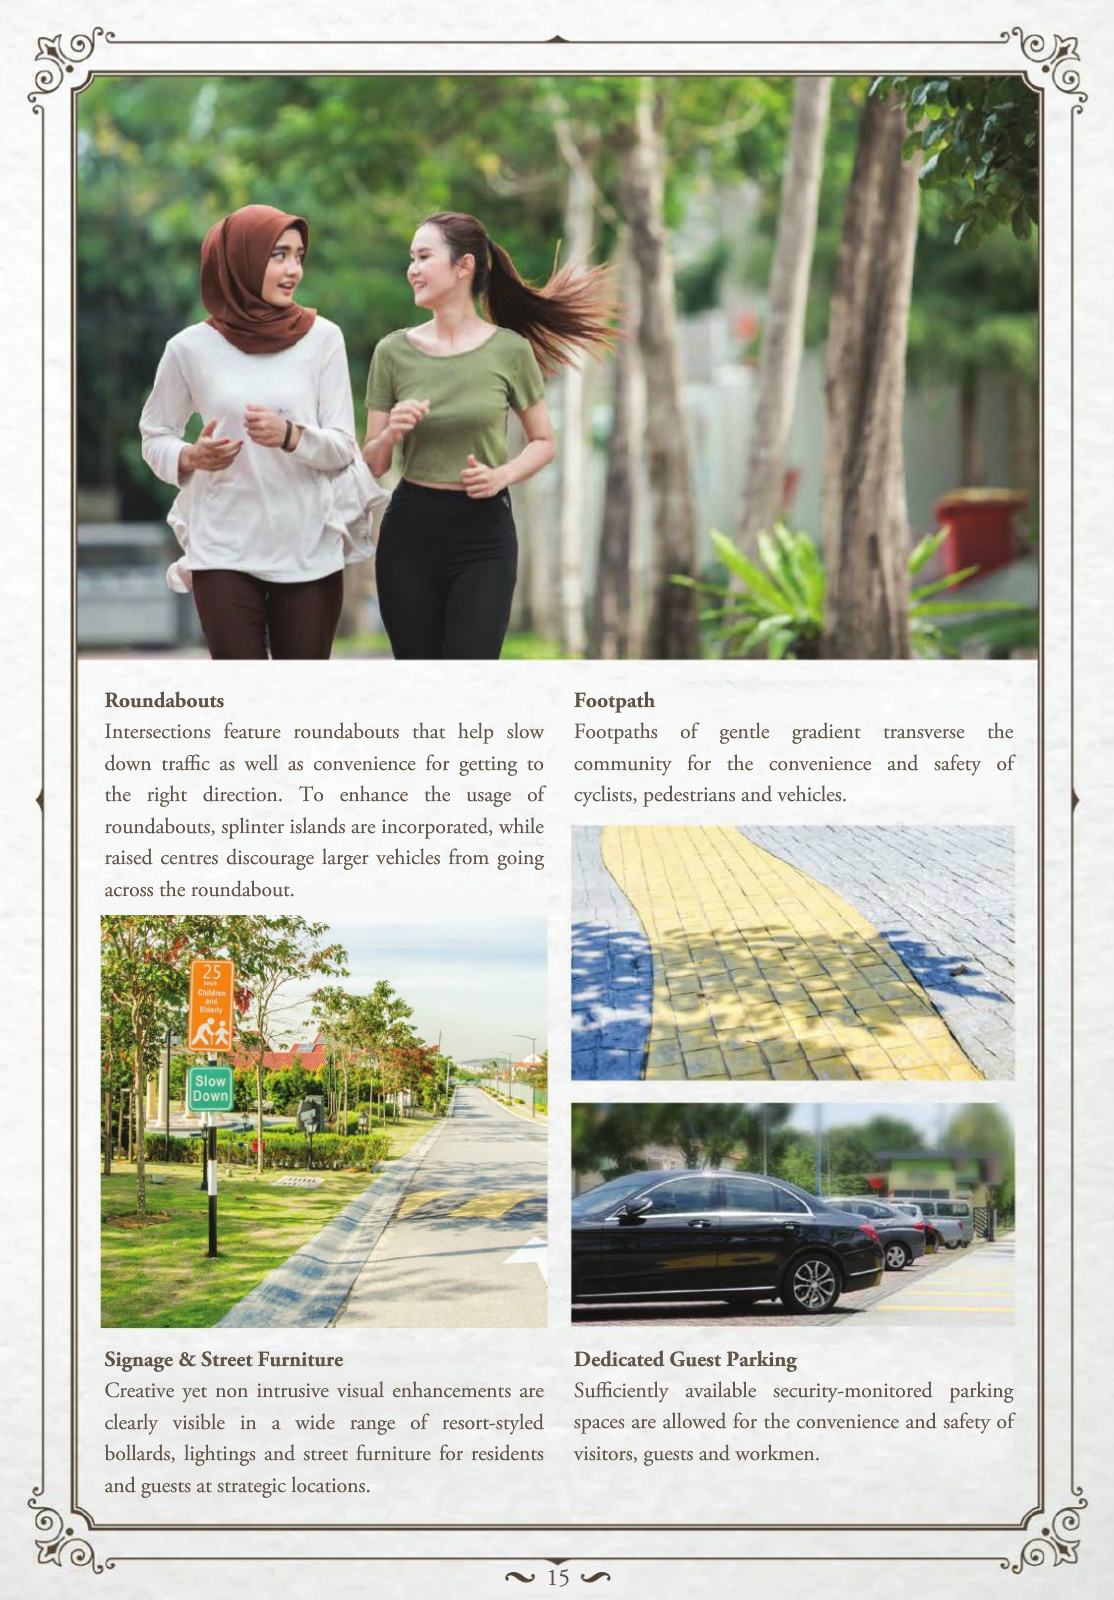 Roundabouts
Intersections feature roundabouts that help slow
down traffic as well as convenience for getting to
the right direction. To enhance the usage of
roundabouts, splinter islands are incorporated, while
raised centres discourage larger vehicles from going
across the roundabout.
25
km/h
Children
and
Elderly
Slow
Down
Signage & Street Furniture
Creative yet non intrusive visual enhancements are
clearly visible in a wide range of resort-styled
bollards, lightings and street furniture for residents
and guests at strategic locations.
Footpath
Footpaths of gentle gradient transverse the
community for the convenience and safety of
cyclists, pedestrians and vehicles.
Dedicated Guest Parking
Sufficiently available security-monitored parking
spaces are allowed for the convenience and safety of
visitors, guests and workmen.
15